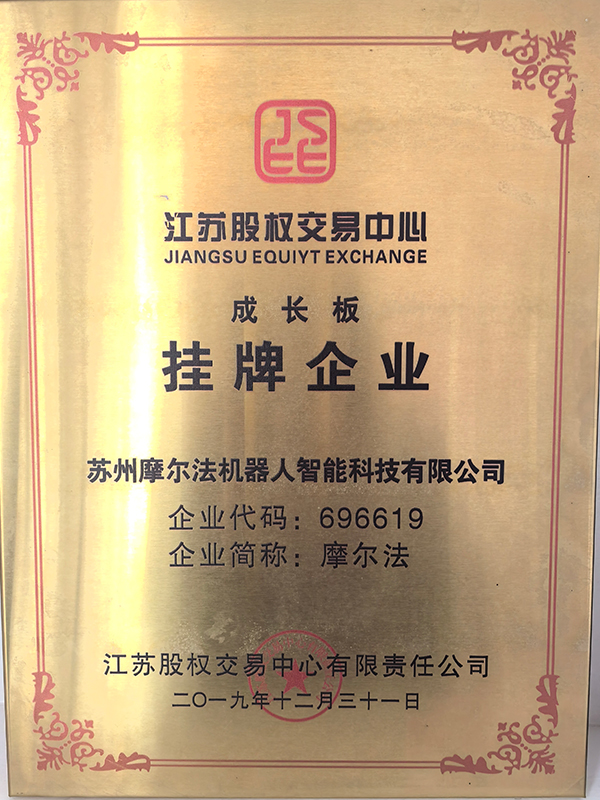 JS
EE
江苏股权交易中心
JIANGSU EQUIYT EXCHANGE
成长板
挂牌企业
苏州摩尔法机器人智能科技有限公司
企业代码：696619
企业简称：摩尔法
江苏股权交易中心有限责任公司
二〇一九年十二月三十一日